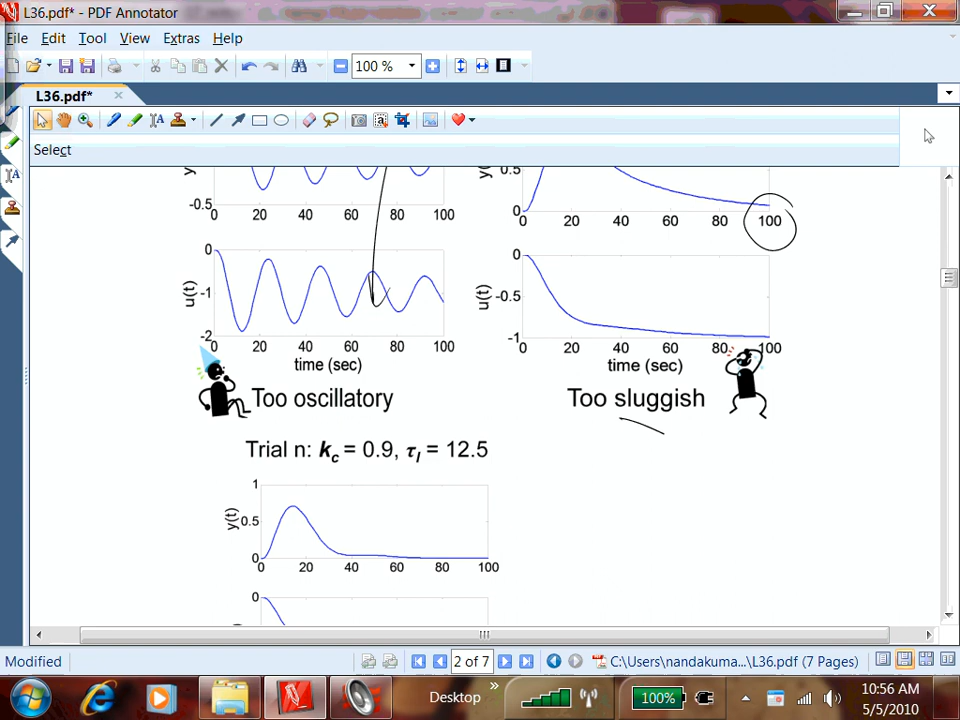 L36.pdf* - PDF Annotator
File Edit Tool View Extras Help
100 %
L36.pdf*
Select
y
-0.5
0 20 40 60 80 100
0.5
y(t)
0
0 20 40 60 80 100
0
-1
-2
u(t)
0 20 40 60 80 100
time (sec)
0
-0.5
-1
u(t)
0 20 40 60 80 100
time (sec)
Too oscillatory
Too sluggish
Trial n: kc = 0.9, τI = 12.5
1
0.5
0
y(t)
0 20 40 60 80 100
0
Modified
2 of 7
C:\Users\nandakuma...\L36.pdf (7 Pages)
Desktop
»
100%
10:56 AM
5/5/2010